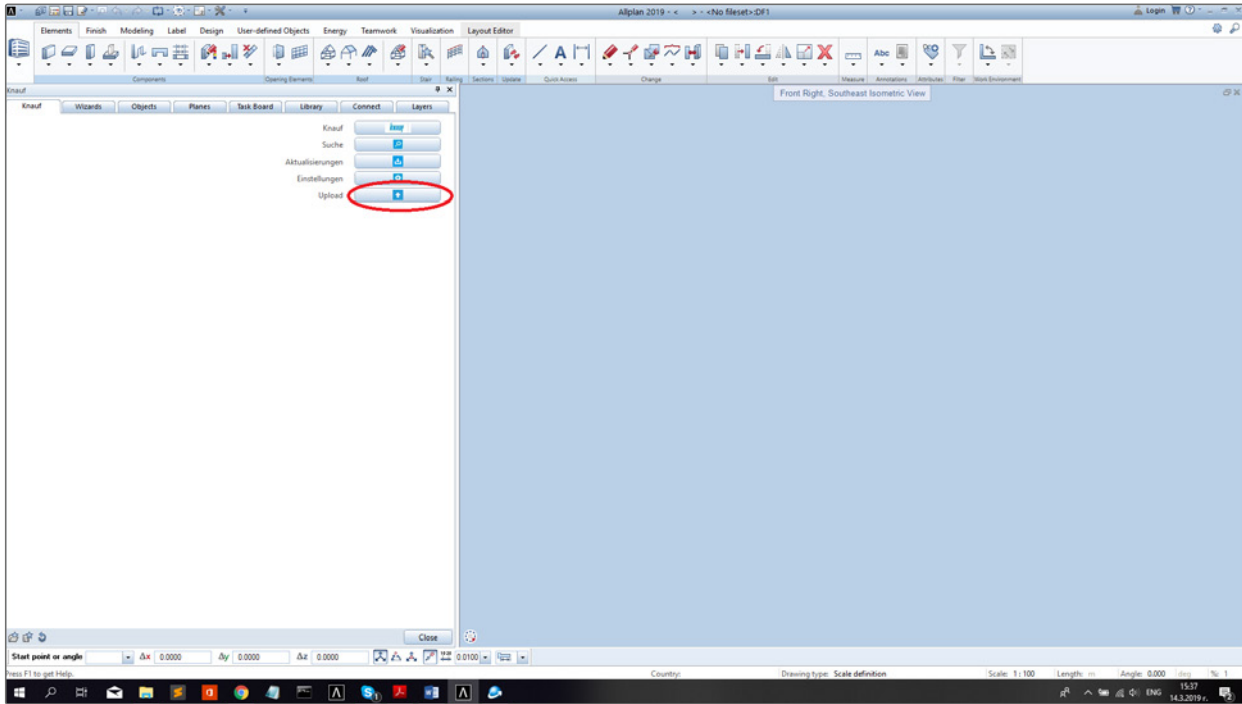 Allplan 2019 - < > - <No fileset>:DF1
Login
Elements Finish Modeling Label Design User-defined Objects Energy Teamwork Visualization Layout Editor
Abc
Components Opening Elements Roof Stair Railing Sections Update Quick Access Change Edit Measure Annotations Attributes Filter Work Environment
Knauf
Front Right, Southeast Isometric View
Knauf Wizards Objects Planes Task Board Library Connect Layers
Knauf
Suche
Aktualisierungen
Einstellungen
Upload
Close
Start point or angle Δx 0.0000 Δy 0.0000 Δz 0.0000 0.0100
Press F1 to get Help. Country: Drawing type: Scale definition Scale: 1:100 Length: m Angle: 0.000 deg %: 1
ENG 15:37
14.3.2019 г.